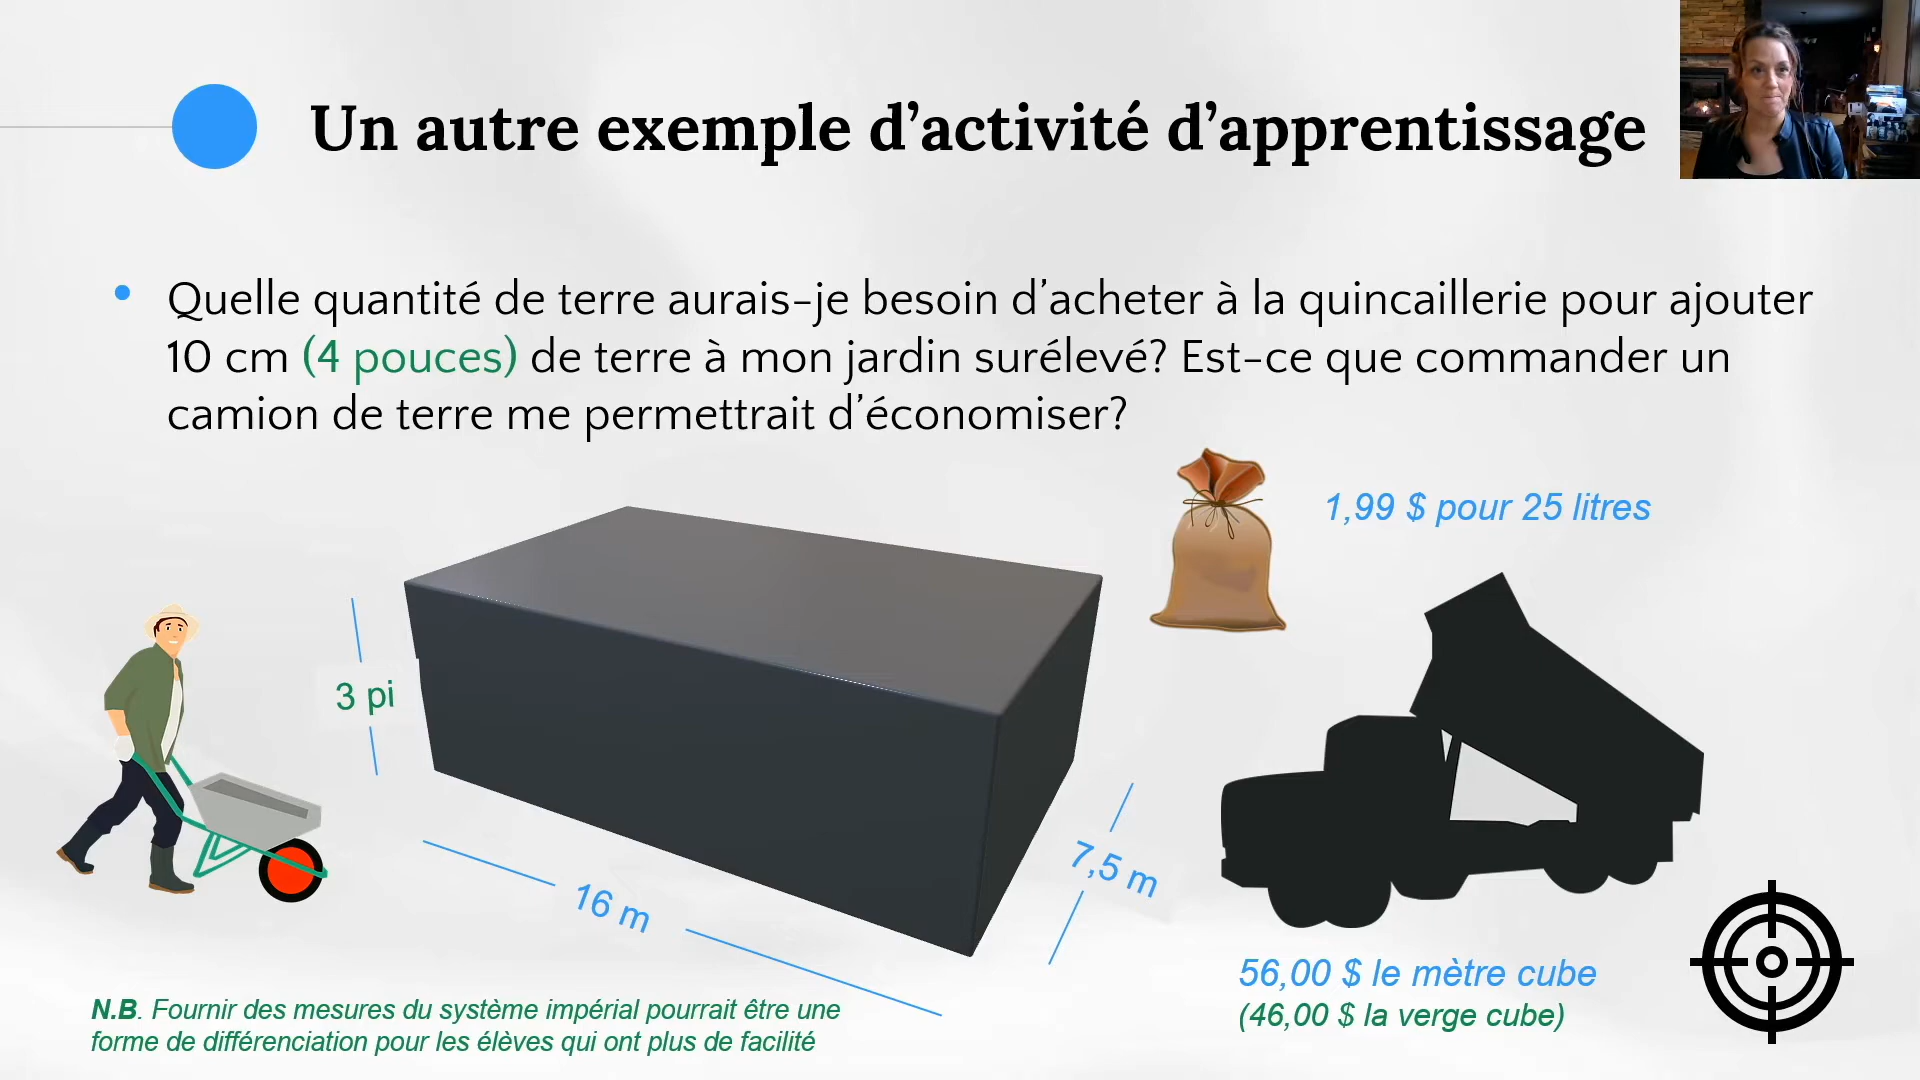 Un autre exemple d’activité d’apprentissage
• Quelle quantité de terre aurais-je besoin d’acheter à la quincaillerie pour ajouter
10 cm (4 pouces) de terre à mon jardin surélevé? Est-ce que commander un
camion de terre me permettrait d’économiser?
1,99 $ pour 25 litres
3 pi
16 m
7,5 m
56,00 $ le mètre cube
(46,00 $ la verge cube)
N.B. Fournir des mesures du système impérial pourrait être une
forme de différenciation pour les élèves qui ont plus de facilité